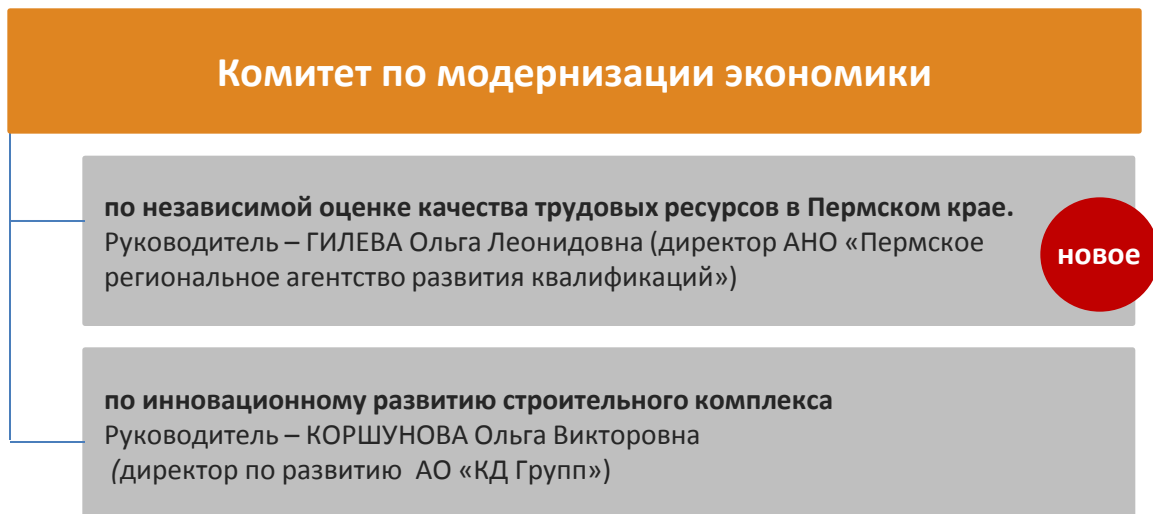 Комитет по модернизации экономики
по независимой оценке качества трудовых ресурсов в Пермском крае.
Руководитель – ГИЛЕВА Ольга Леонидовна (директор АНО «Пермское
региональное агентство развития квалификаций»)
новое
по инновационному развитию строительного комплекса
Руководитель – КОРШУНОВА Ольга Викторовна
(директор по развитию АО «КД Групп»)